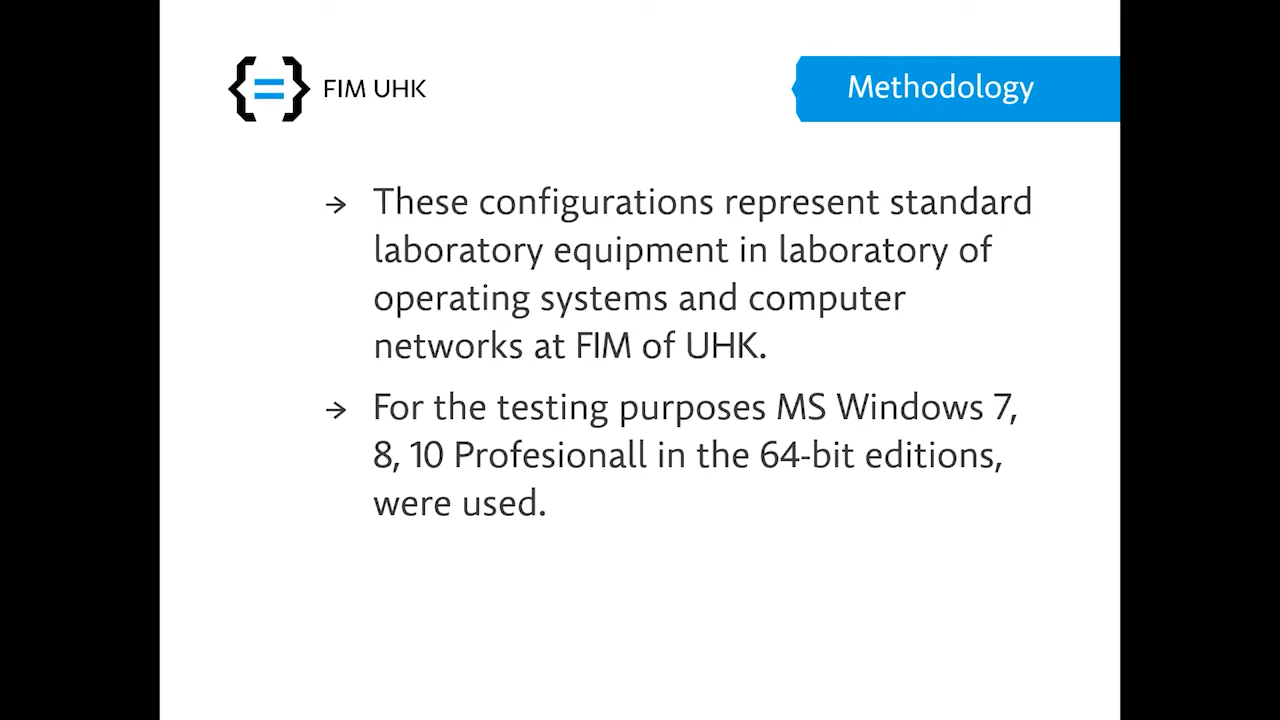 {=} FIM UHK
Methodology
→ These configurations represent standard
laboratory equipment in laboratory of
operating systems and computer
networks at FIM of UHK.
→ For the testing purposes MS Windows 7,
8, 10 Profesionall in the 64-bit editions,
were used.